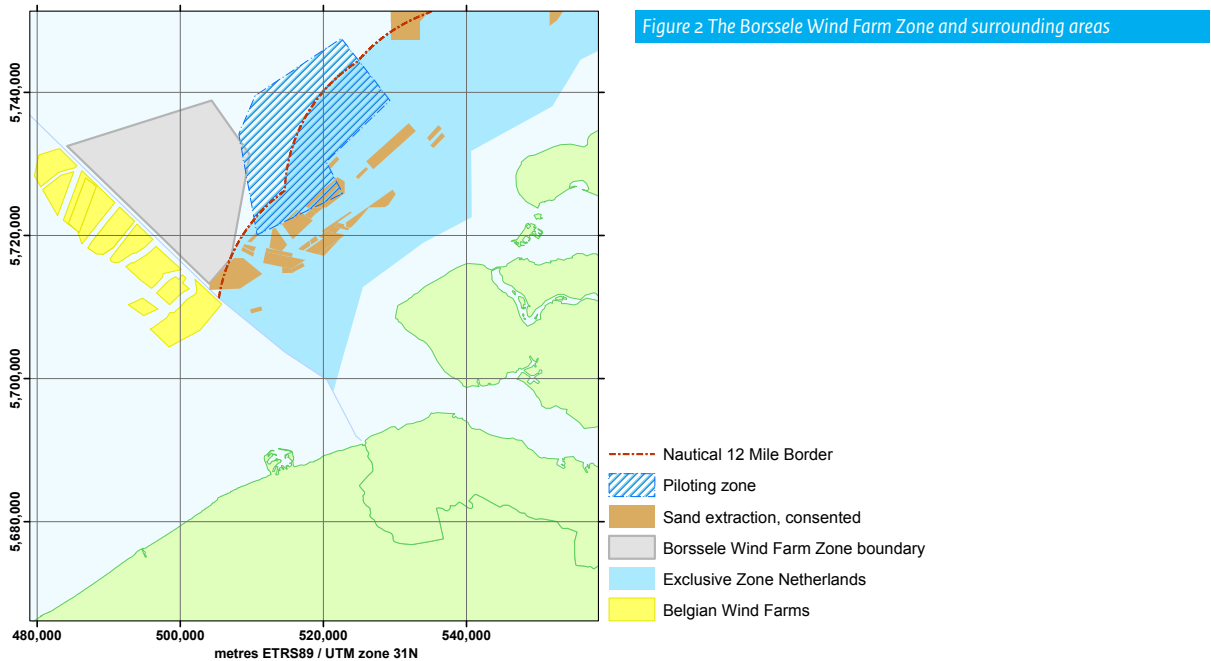 Figure 2 The Borssele Wind Farm Zone and surrounding areas
5,740,000
5,720,000
5,700,000
5,680,000
480,000
500,000
520,000
540,000
metres ETRS89 / UTM zone 31N
Nautical 12 Mile Border
Piloting zone
Sand extraction, consented
Borssele Wind Farm Zone boundary
Exclusive Zone Netherlands
Belgian Wind Farms